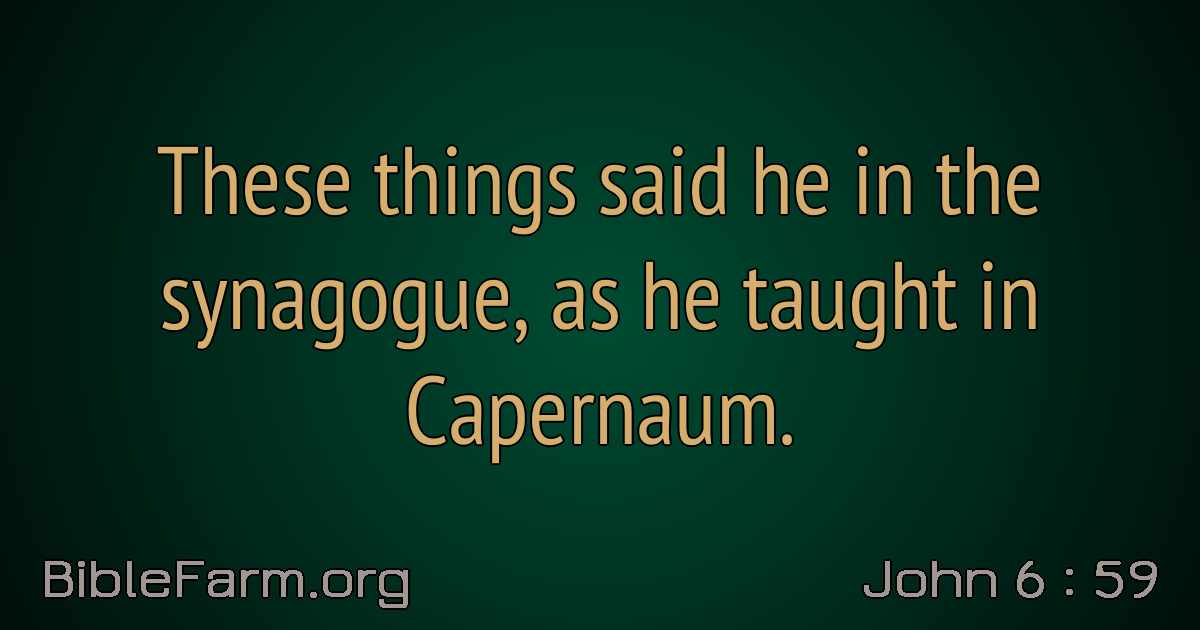 These things said he in the
synagogue, as he taught in
Capernaum.
BibleFarm.org
John 6 : 59